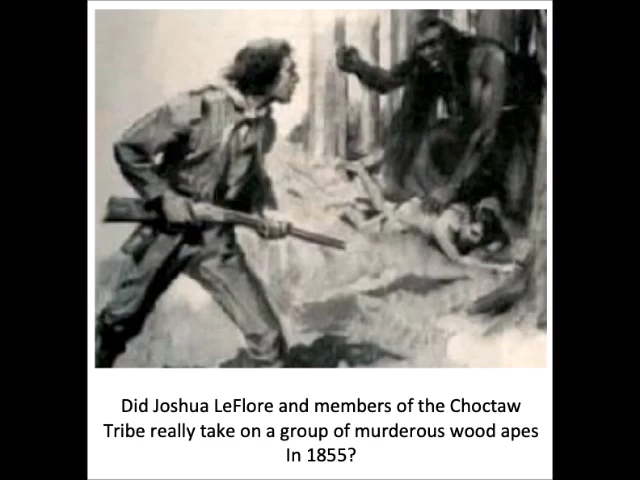 Did Joshua LeFlore and members of the Choctaw
Tribe really take on a group of murderous wood apes
In 1855?